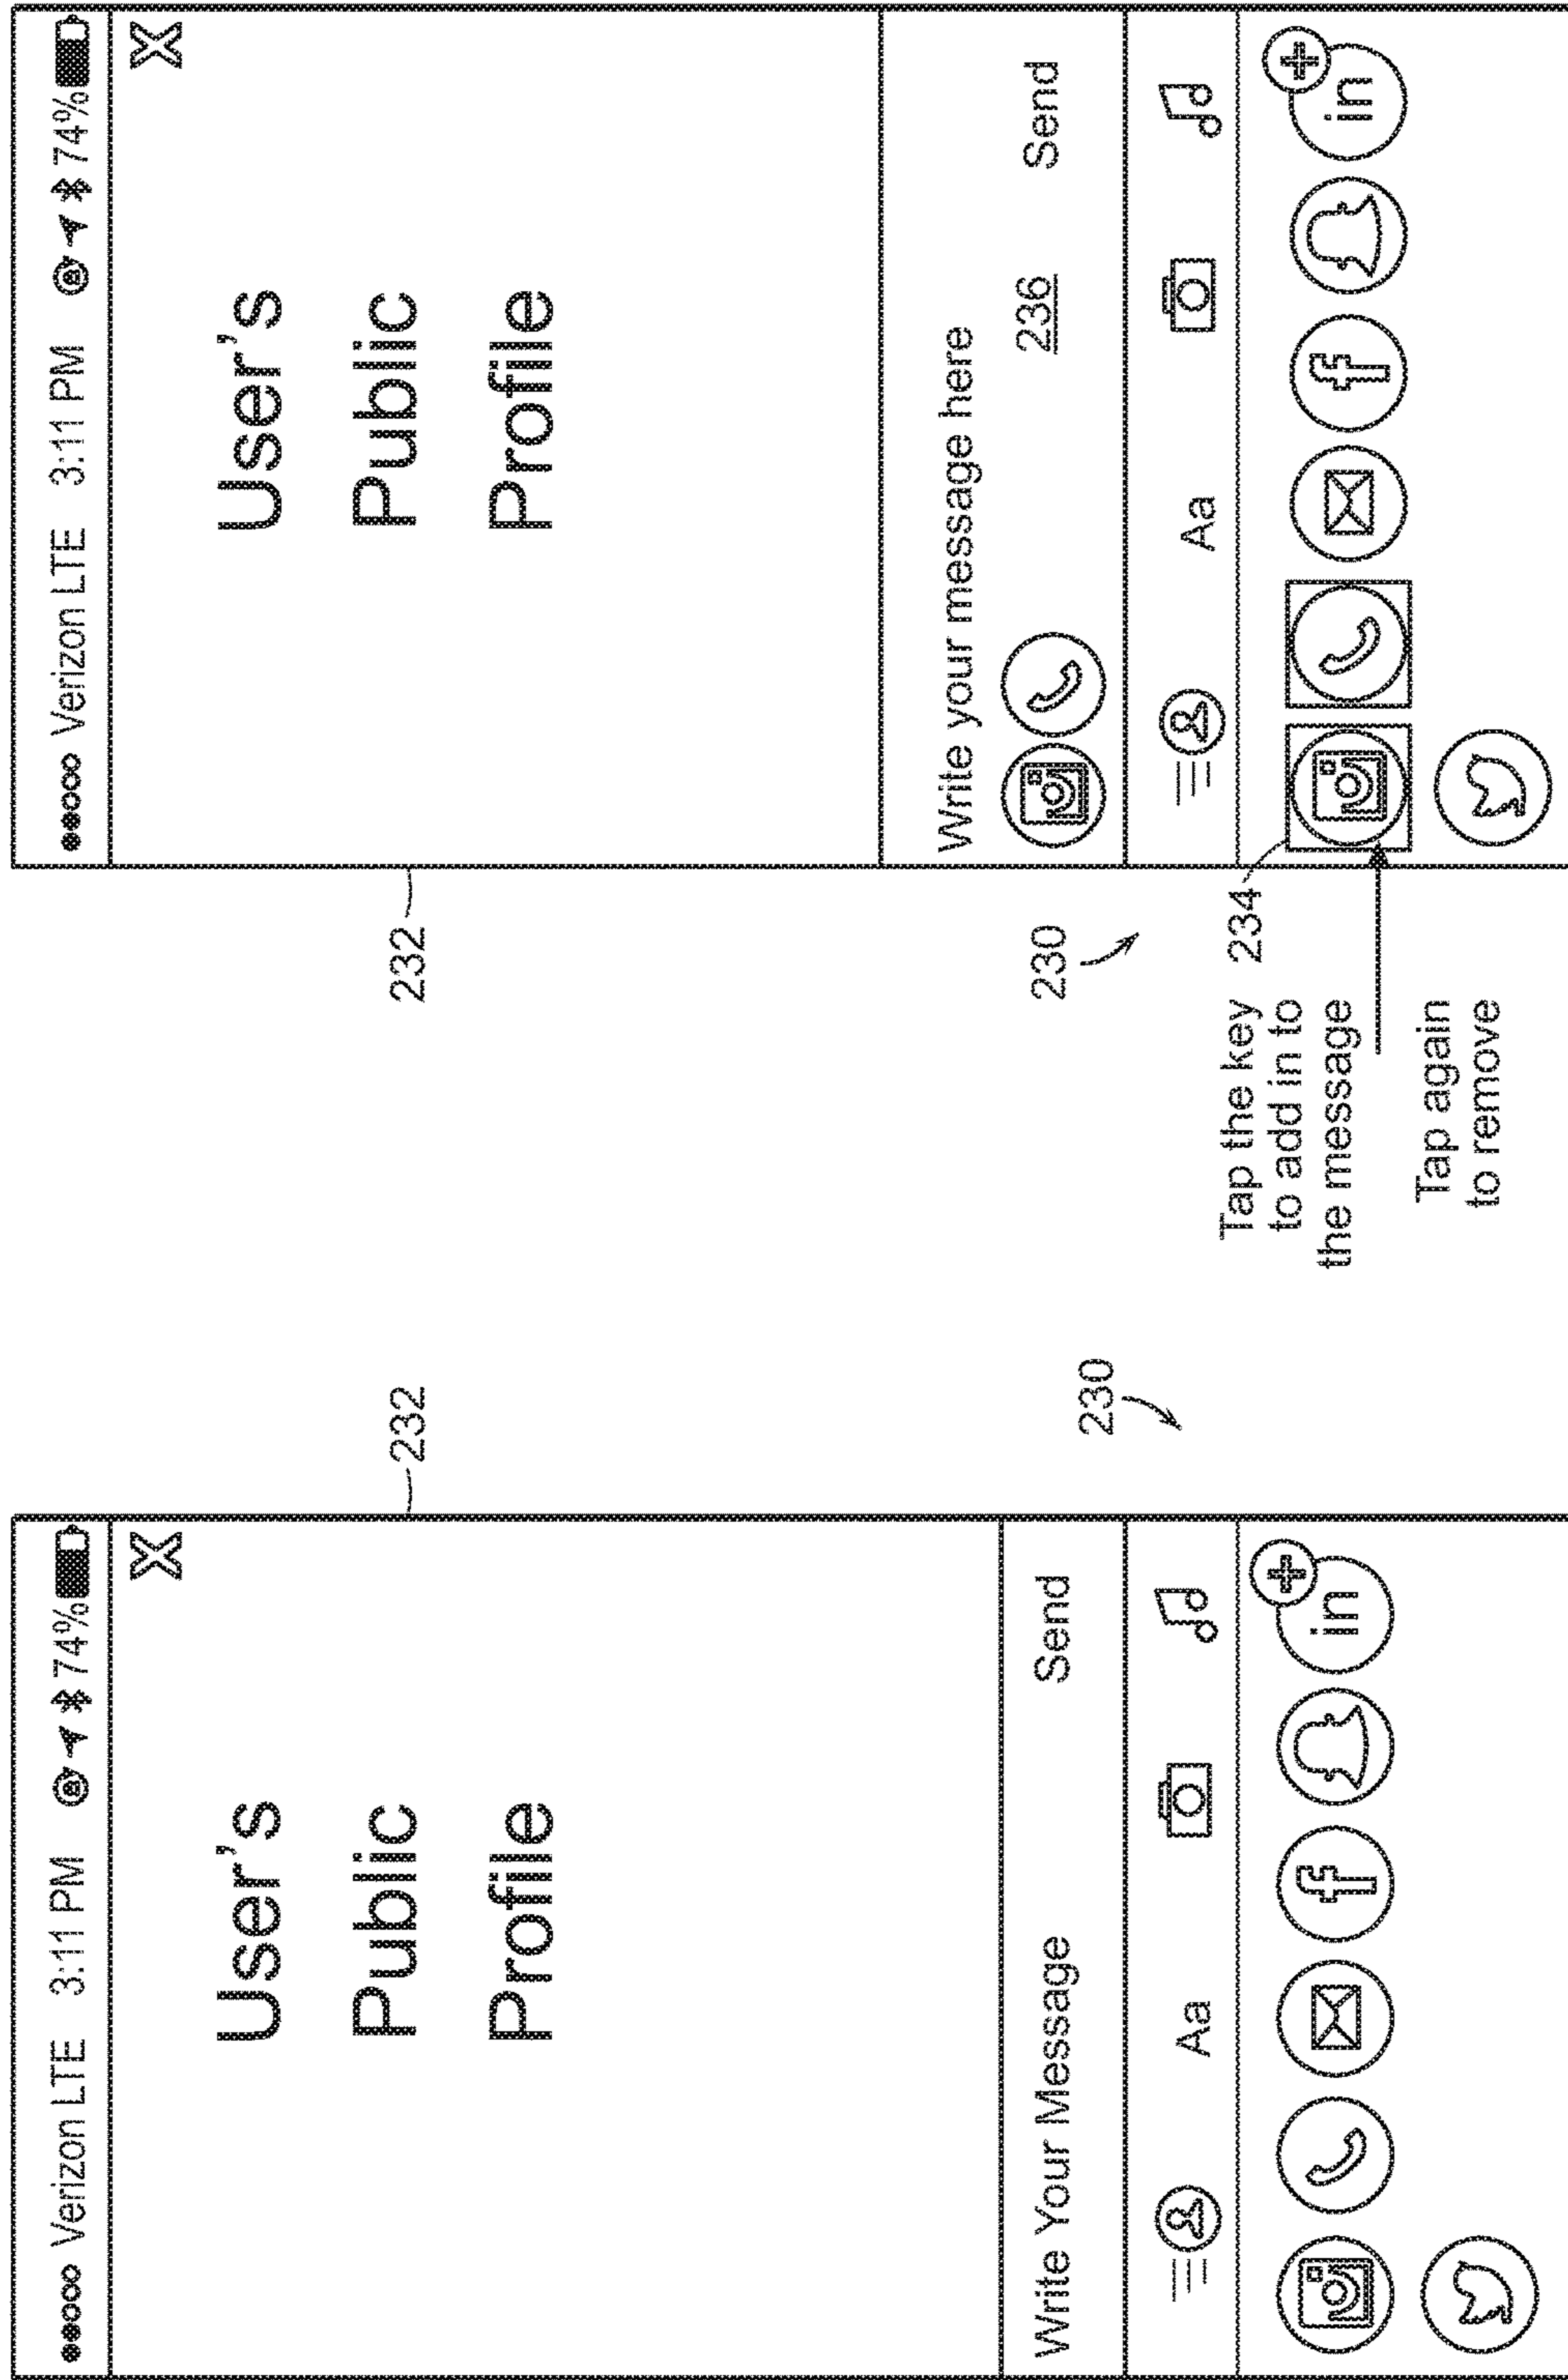 Verizon LTE 3:11 PM 74%
X
User's
Public
Profile
232
Write Your Message Send
230
Aa
f in +
Verizon LTE 3:11 PM 74%
X
User's
Public
Profile
232
Write your message here
236 Send
230
Aa
234
f in +
Tap the key
to add in to
the message
Tap again
to remove